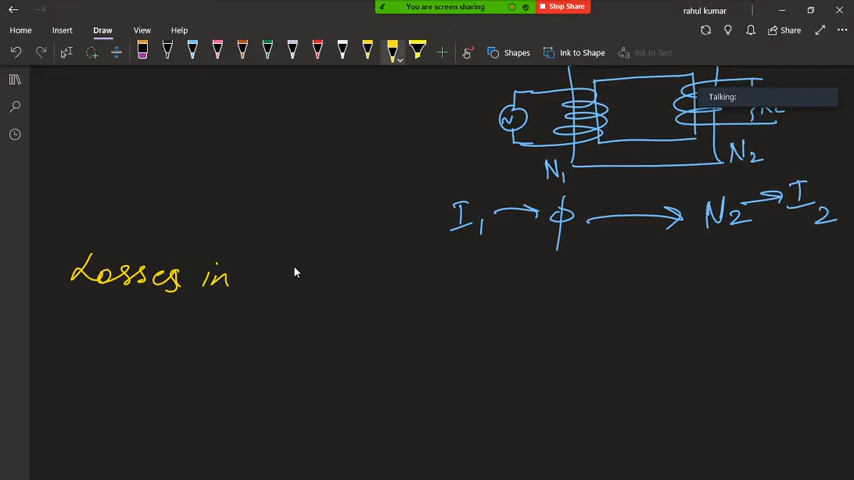 You are screen sharing Stop Share
rahul kumar
Home Insert Draw View Help
Share
Shapes Ink to Shape Ink to Text
Talking:
N1
N2
I1 → ϕ → N2 → I2
Losses in